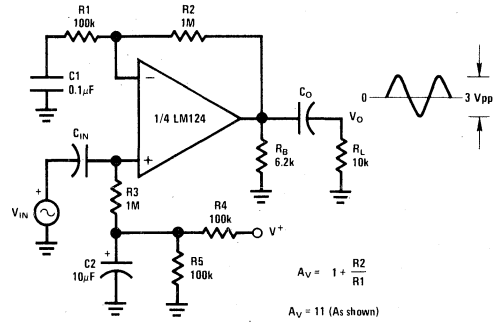 R1
100k
R2
1M
C1
0.1μF
−
1/4 LM124
+
CIN
CO
VO
0
3 Vpp
RB
6.2k
RL
10k
+
VIN
R3
1M
R4
100k
V+
+
C2
10μF
R5
100k
AV = 1 + R2/R1
AV = 11 (As shown)